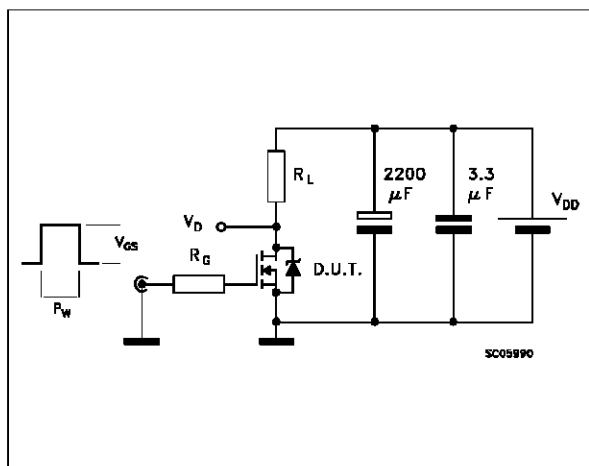 R_L
2200
μF
3.3
μF
V_DD
V_D
V_GS
R_G
D.U.T.
P_W
SC05990